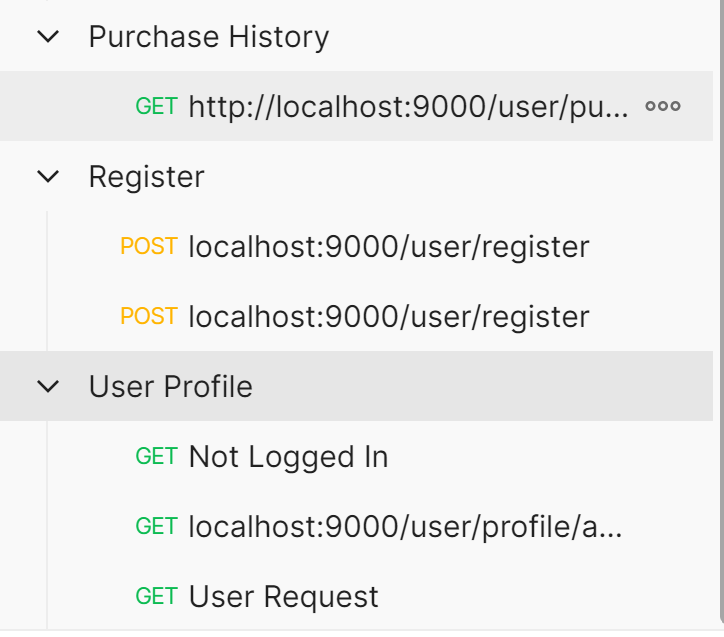 Purchase History
GET http://localhost:9000/user/pu...
Register
POST localhost:9000/user/register
POST localhost:9000/user/register
User Profile
GET Not Logged In
GET localhost:9000/user/profile/a...
GET User Request